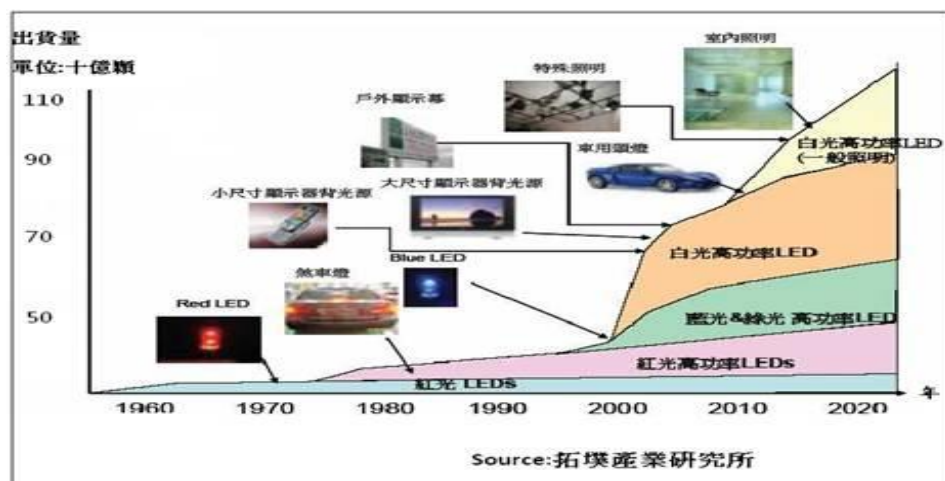 出貨量
單位:十億顆
110
90
70
50
室內照明
特殊照明
戶外顯示幕
車用頭燈
大尺寸顯示器背光源
小尺寸顯示器背光源
Blue LED
煞車燈
Red LED
白光高功率LED
(一般照明)
白光高功率LED
藍光&綠光 高功率LED
紅光高功率LEDs
紅光 LEDs
1960 1970 1980 1990 2000 2010 2020 年
Source:拓墣產業研究所